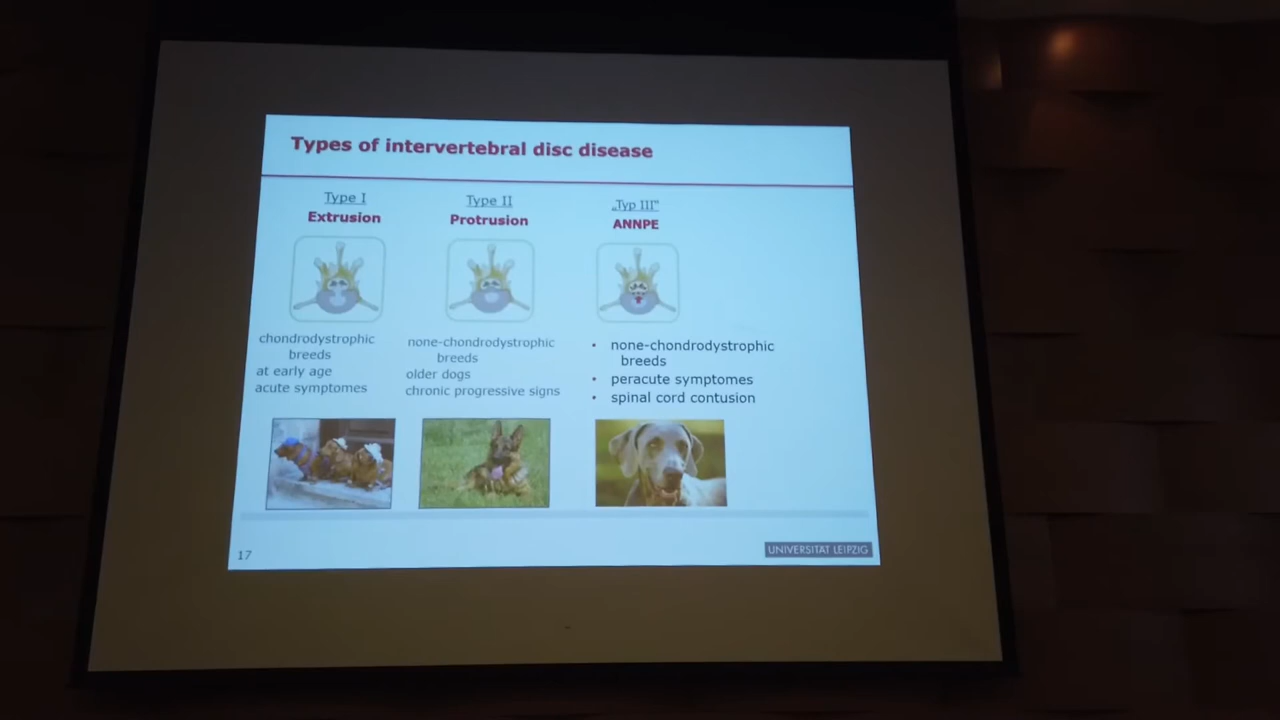 Types of intervertebral disc disease
Type I
Extrusion
chondrodystrophic
breeds
at early age
acute symptomes
Type II
Protrusion
none-chondrodystrophic
breeds
older dogs
chronic progressive signs
„Typ III“
ANNPE
• none-chondrodystrophic
breeds
• peracute symptomes
• spinal cord contusion
17
UNIVERSITÄT LEIPZIG